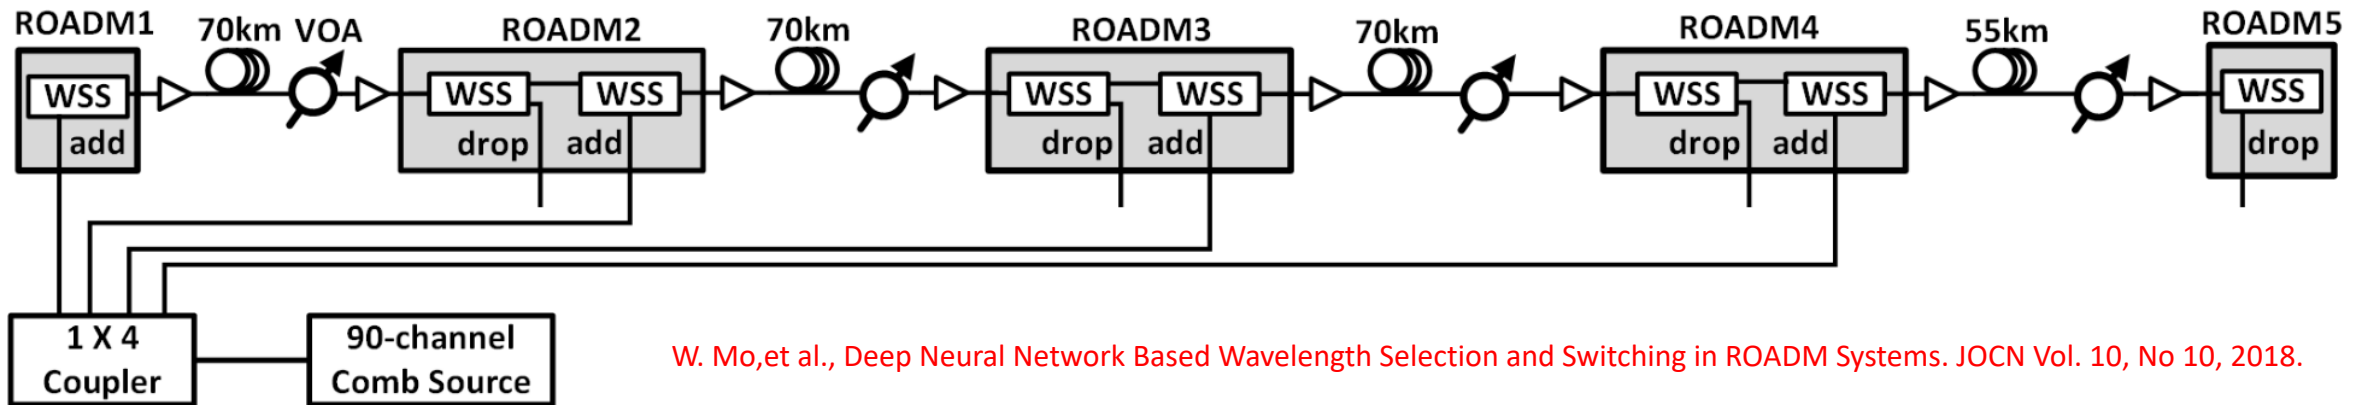 ROADM1
70km VOA
ROADM2
70km
ROADM3
70km
ROADM4
55km
ROADM5
WSS
add
WSS
WSS
drop
add
WSS
WSS
drop
add
WSS
WSS
drop
add
WSS
drop
1 X 4
Coupler
90-channel
Comb Source
W. Mo,et al., Deep Neural Network Based Wavelength Selection and Switching in ROADM Systems. JOCN Vol. 10, No 10, 2018.